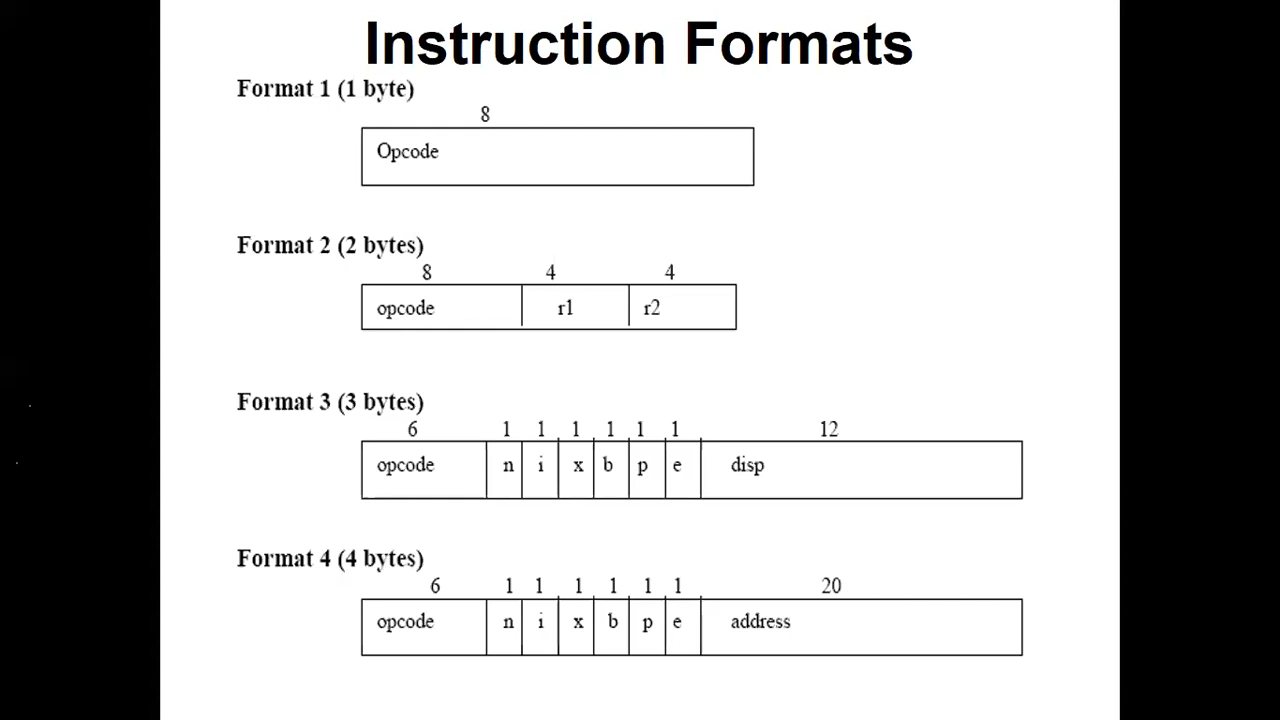 Instruction Formats
Format 1 (1 byte)
8
Opcode
Format 2 (2 bytes)
8 4 4
opcode r1 r2
Format 3 (3 bytes)
6 1 1 1 1 1 1 12
opcode n i x b p e disp
Format 4 (4 bytes)
6 1 1 1 1 1 1 20
opcode n i x b p e address